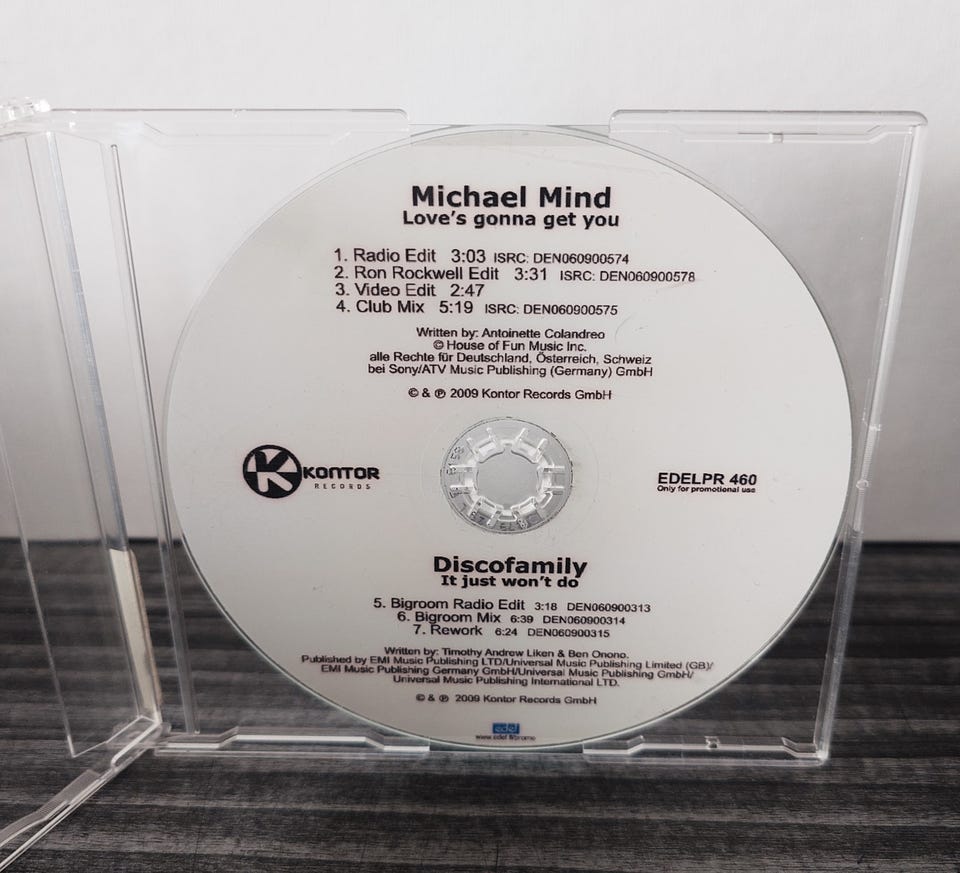 Michael Mind
Love's gonna get you
1. Radio Edit 3:03 ISRC: DEN060900574
2. Ron Rockwell Edit 3:31 ISRC: DEN060900578
3. Video Edit 2:47
4. Club Mix 5:19 ISRC: DEN060900575
Written by: Antoinette Colandreo
© House of Fun Music Inc.
alle Rechte für Deutschland, Österreich, Schweiz
bei Sony/ATV Music Publishing (Germany) GmbH
© & ℗ 2009 Kontor Records GmbH
K KONTOR
RECORDS
EDELPR 460
Only for promotional use
Discofamily
It just won't do
5. Bigroom Radio Edit 3:18 DEN060900313
6. Bigroom Mix 6:39 DEN060900314
7. Rework 6:24 DEN060900315
Written by: Timothy Andrew Liken & Ben Onono.
Published by EMI Music Publishing LTD/Universal Music Publishing Limited (GB)/
EMI Music Publishing Germany GmbH/Universal Music Publishing GmbH/
Universal Music Publishing International LTD.
© & ℗ 2009 Kontor Records GmbH
edel